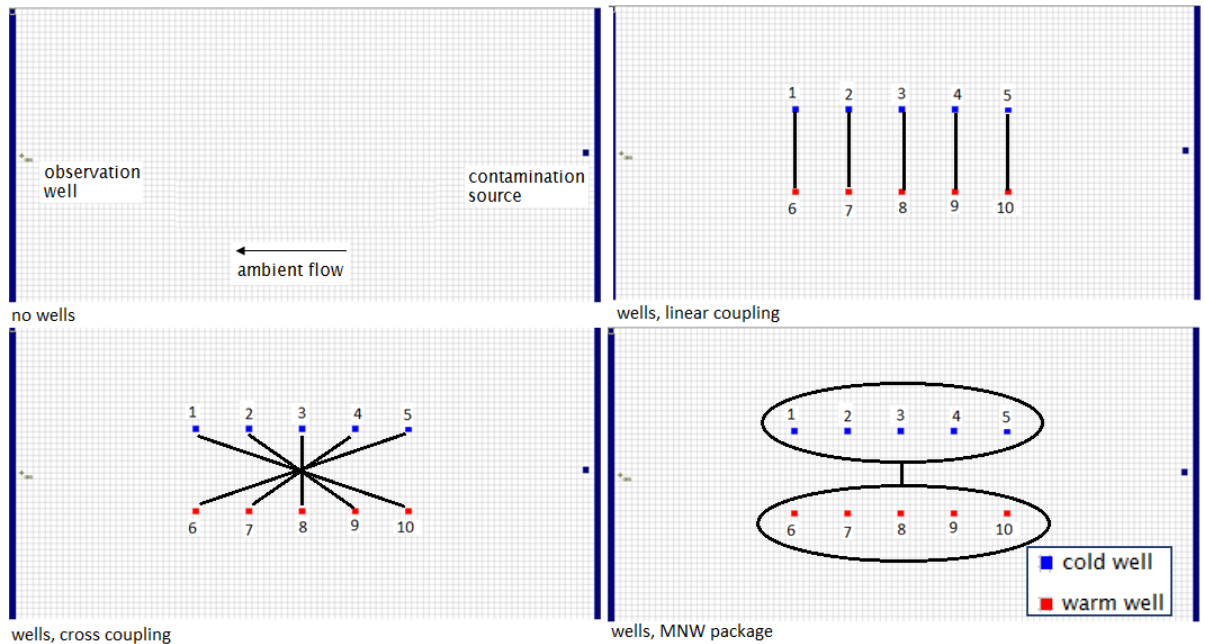 observation
well
contamination
source
ambient flow
no wells
1 2 3 4 5
6 7 8 9 10
wells, linear coupling
1 2 3 4 5
6 7 8 9 10
wells, cross coupling
1 2 3 4 5
6 7 8 9 10
cold well
warm well
wells, MNW package